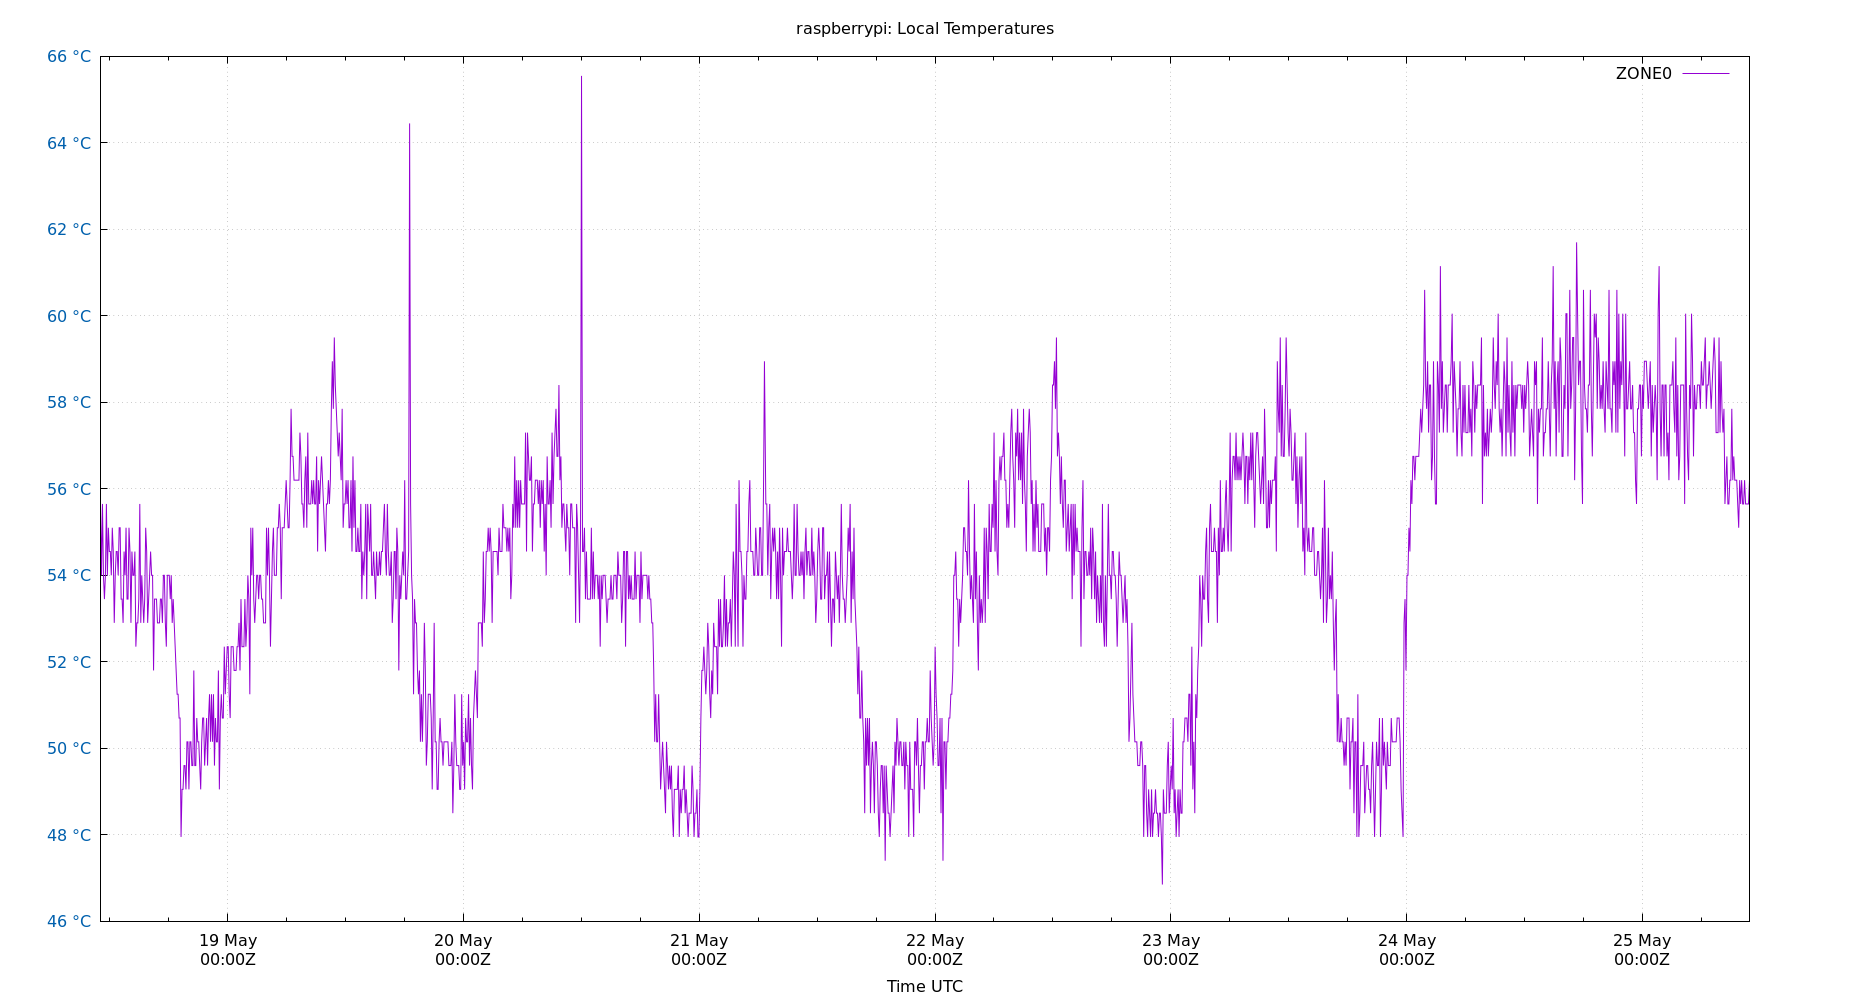 raspberrypi: Local Temperatures
66 °C
ZONE0
64 °C
62 °C
60 °C
58 °C
56 °C
54 °C
52 °C
50 °C
48 °C
46 °C
19 May 20 May 21 May 22 May 23 May 24 May 25 May
00:00Z 00:00Z 00:00Z 00:00Z 00:00Z 00:00Z 00:00Z
Time UTC